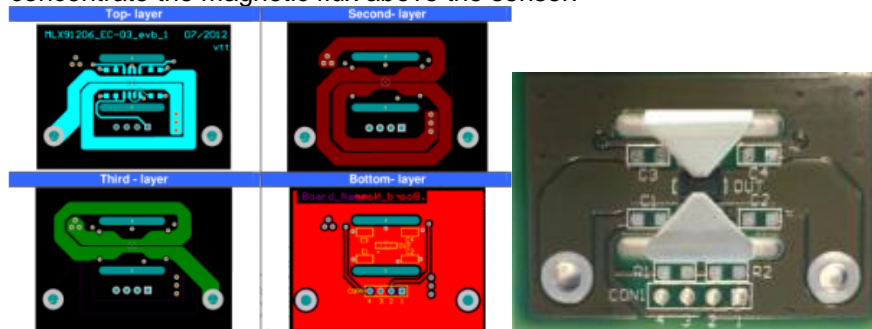 concentrate the magnetic flux above the sensor.
Top- layer
Second- layer
MLX91206_EC-03_evb_1 07/2012
v11
Third - layer
Bottom- layer
C3
C4
OUT
C1
C2
R1
R2
CON1
4 3 2 1